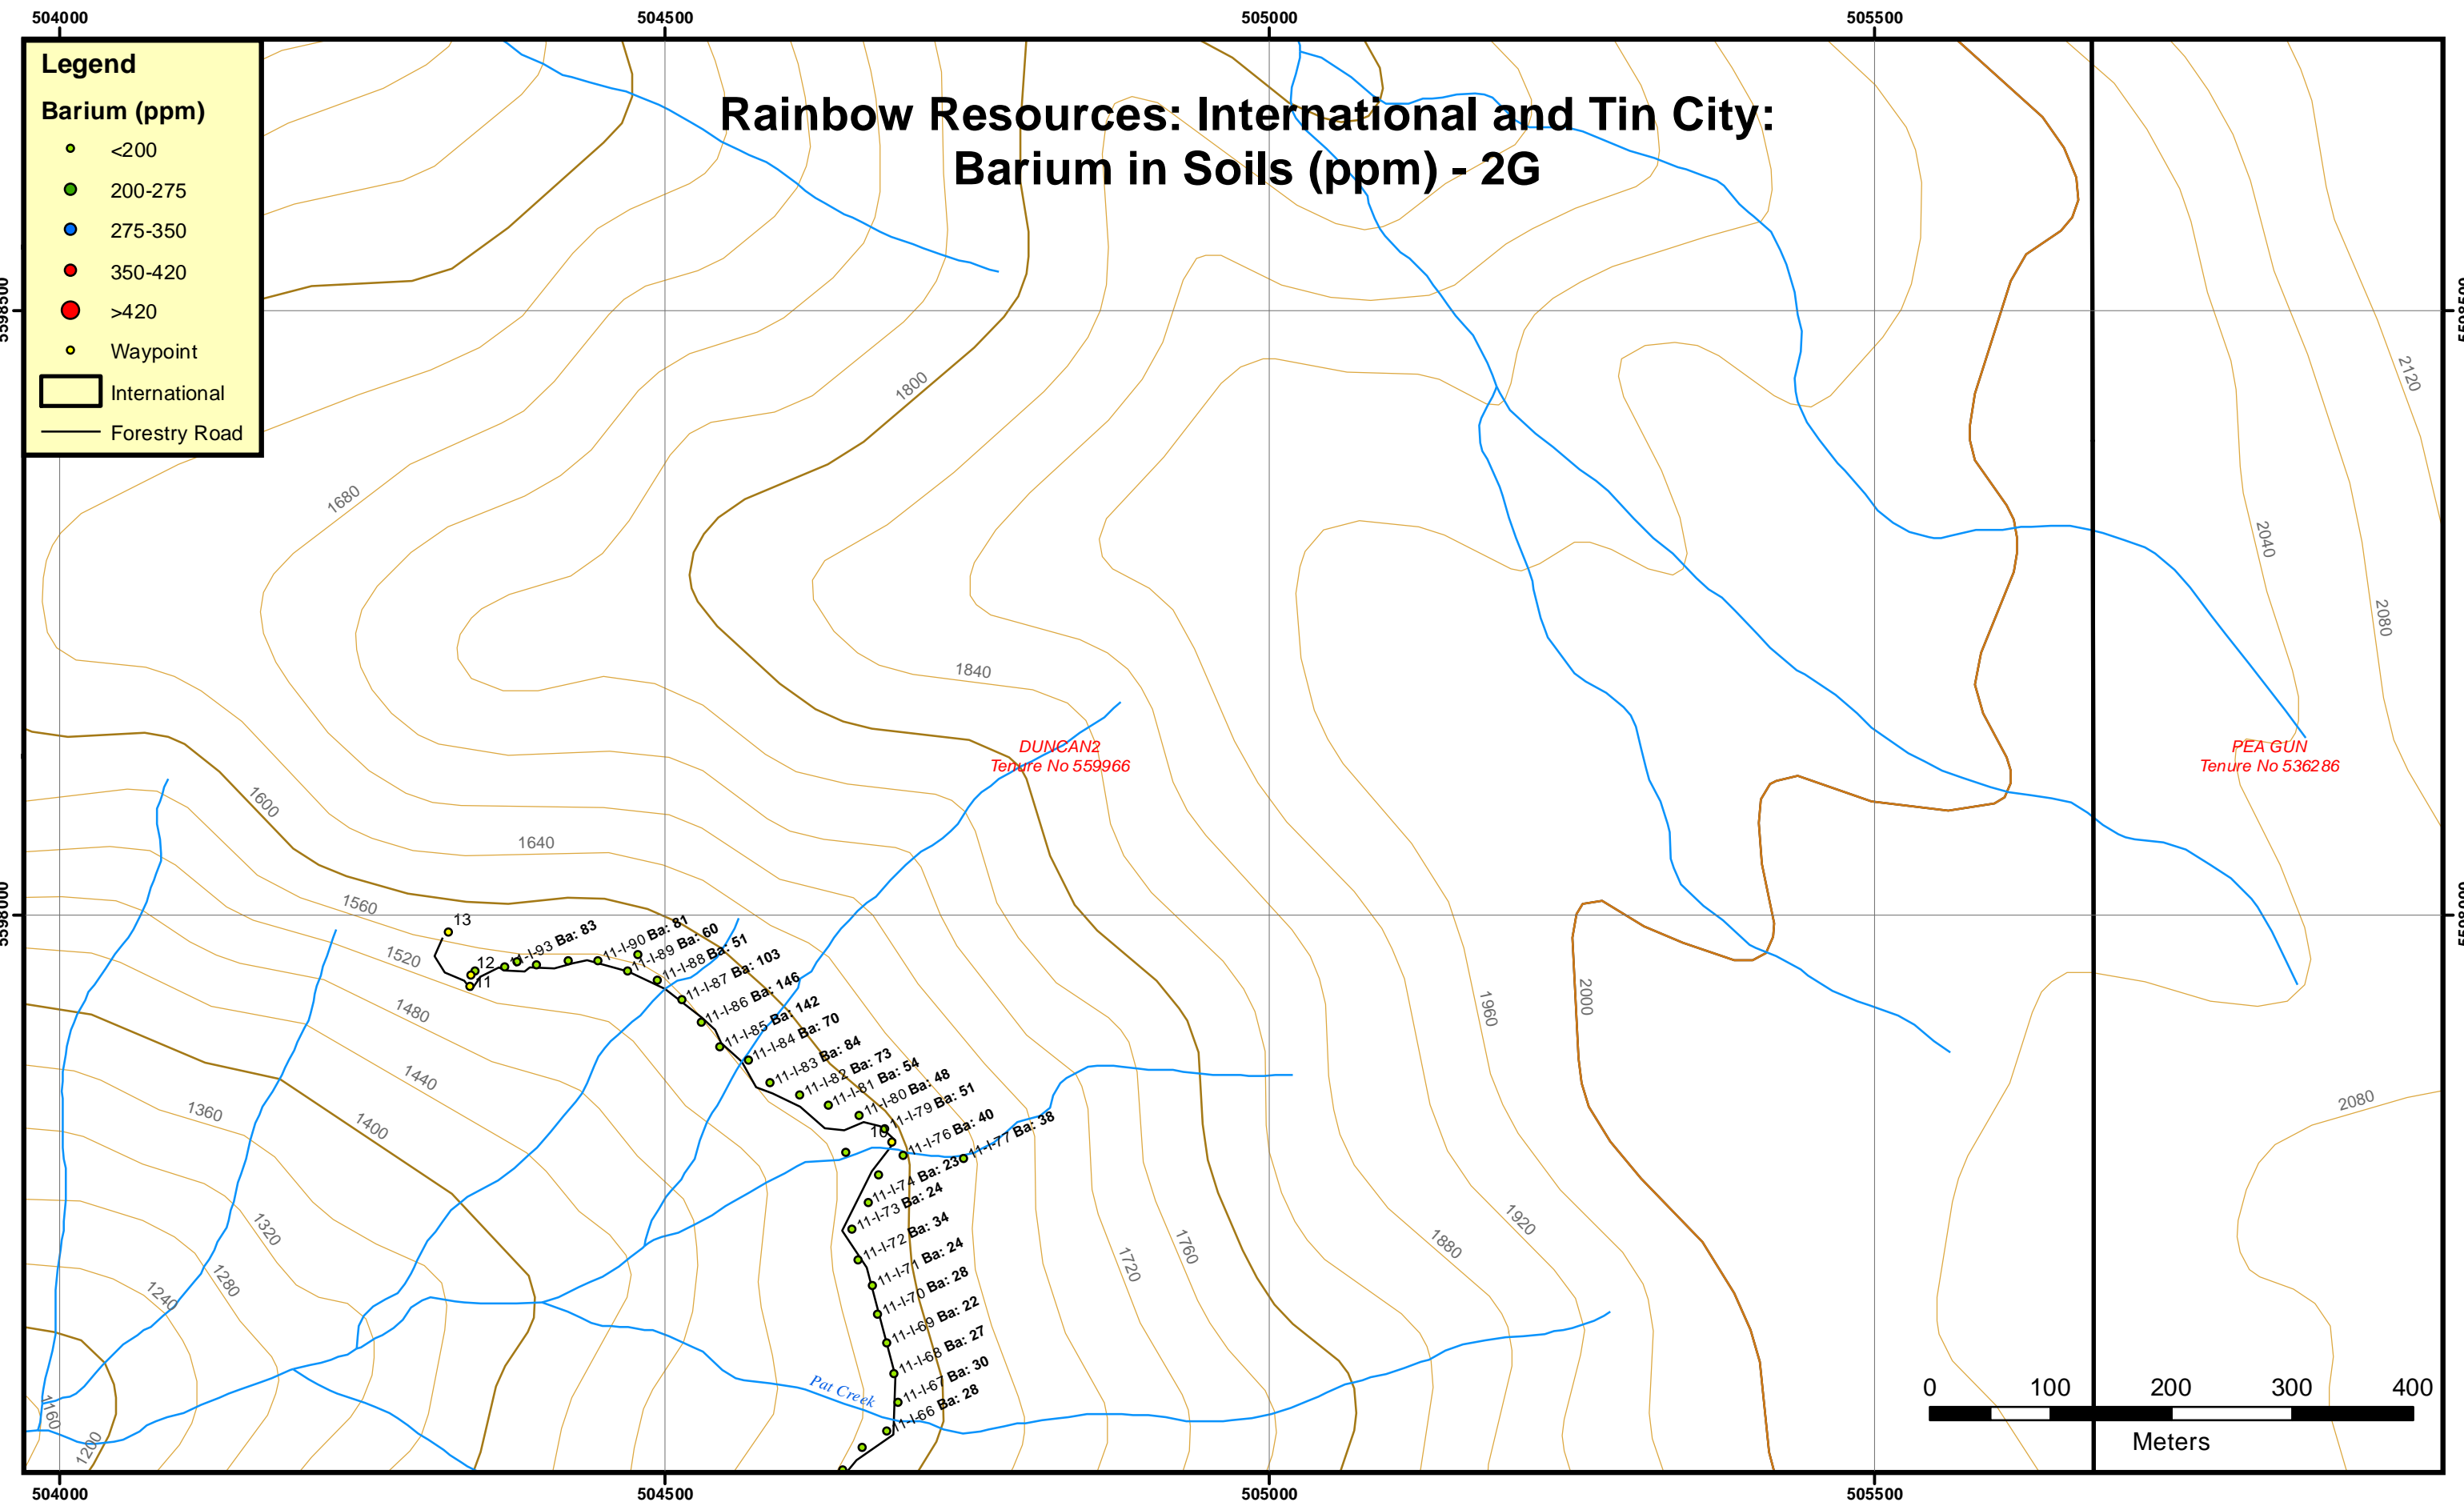 504000
504500
505000
505500
Legend
Barium (ppm)
<200
200-275
275-350
350-420
>420
Waypoint
International
Forestry Road
Rainbow Resources: International and Tin City:
Barium in Soils (ppm) - 2G
5598500
5598500
1800
2120
1680
2040
2080
1840
DUNCAN2
Tenure No 559966
PEA GUN
Tenure No 536286
1600
1640
1560
5598000
5598000
13
1520
12
11
11-I-93 Ba: 83
11-I-90 Ba: 81
11-I-89 Ba: 60
11-I-88 Ba: 51
11-I-87 Ba: 103
11-I-86 Ba: 146
11-I-85 Ba: 142
11-I-84 Ba: 70
11-I-83 Ba: 84
11-I-82 Ba: 73
11-I-81 Ba: 54
11-I-80 Ba: 48
11-I-79 Ba: 51
10
11-I-76 Ba: 40
11-I-77 Ba: 38
11-I-74 Ba: 23
11-I-73 Ba: 24
11-I-72 Ba: 34
11-I-71 Ba: 24
11-I-70 Ba: 28
11-I-69 Ba: 22
11-I-68 Ba: 27
11-I-67 Ba: 30
11-I-66 Ba: 28
1480
1440
1360
1400
1960
2000
2080
1320
1280
1240
1720
1760
1880
1920
Pat Creek
1160
1200
0 100 200 300 400
Meters
504000
504500
505000
505500